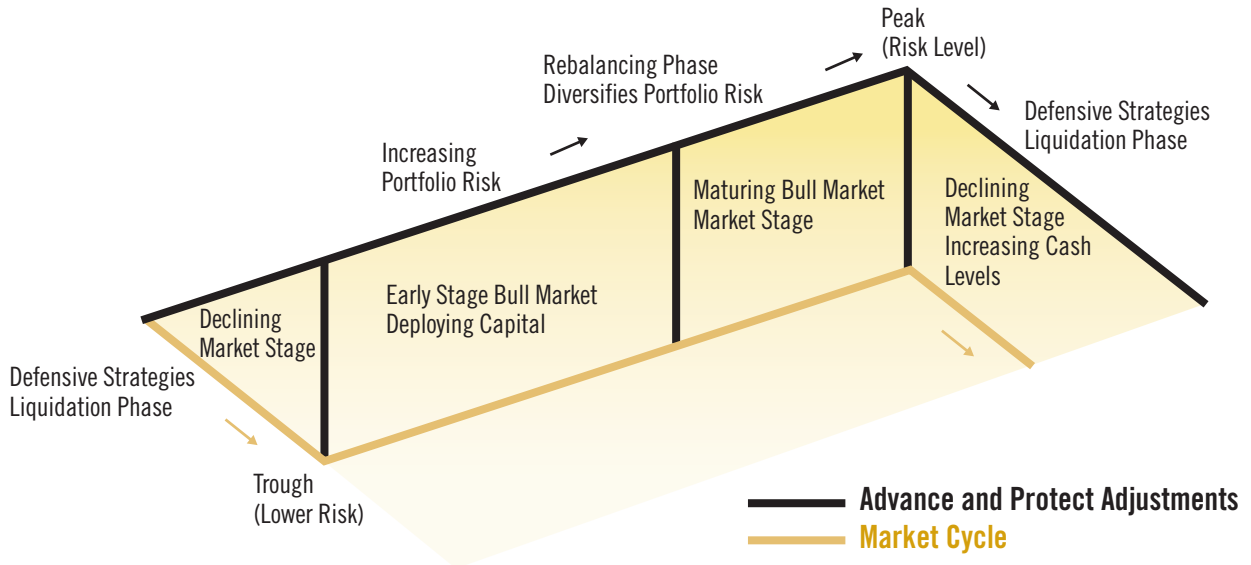 Peak
(Risk Level)
Rebalancing Phase
Diversifies Portfolio Risk
Defensive Strategies
Liquidation Phase
Increasing
Portfolio Risk
Maturing Bull Market
Market Stage
Declining
Market Stage
Increasing Cash
Levels
Early Stage Bull Market
Deploying Capital
Declining
Market Stage
Defensive Strategies
Liquidation Phase
Trough
(Lower Risk)
Advance and Protect Adjustments
Market Cycle